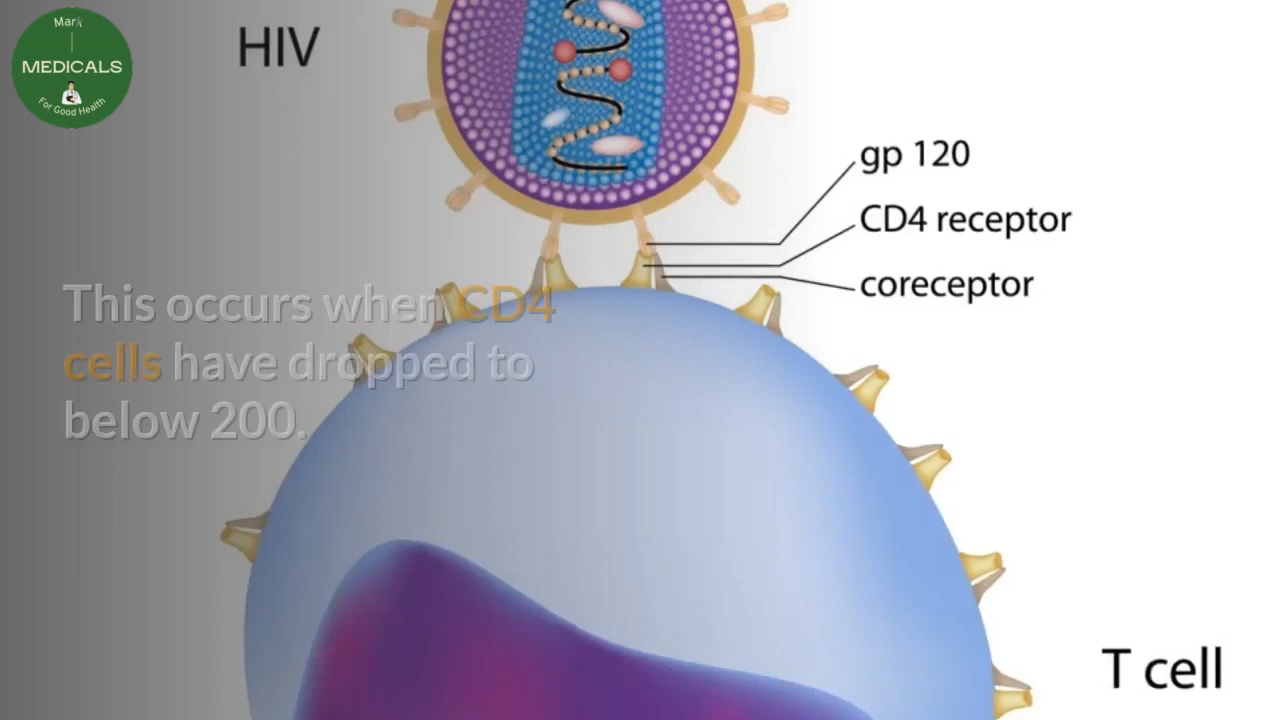 Mark
MEDICALS
For Good Health
HIV
gp 120
CD4 receptor
coreceptor
This occurs when CD4
cells have dropped to
below 200.
T cell